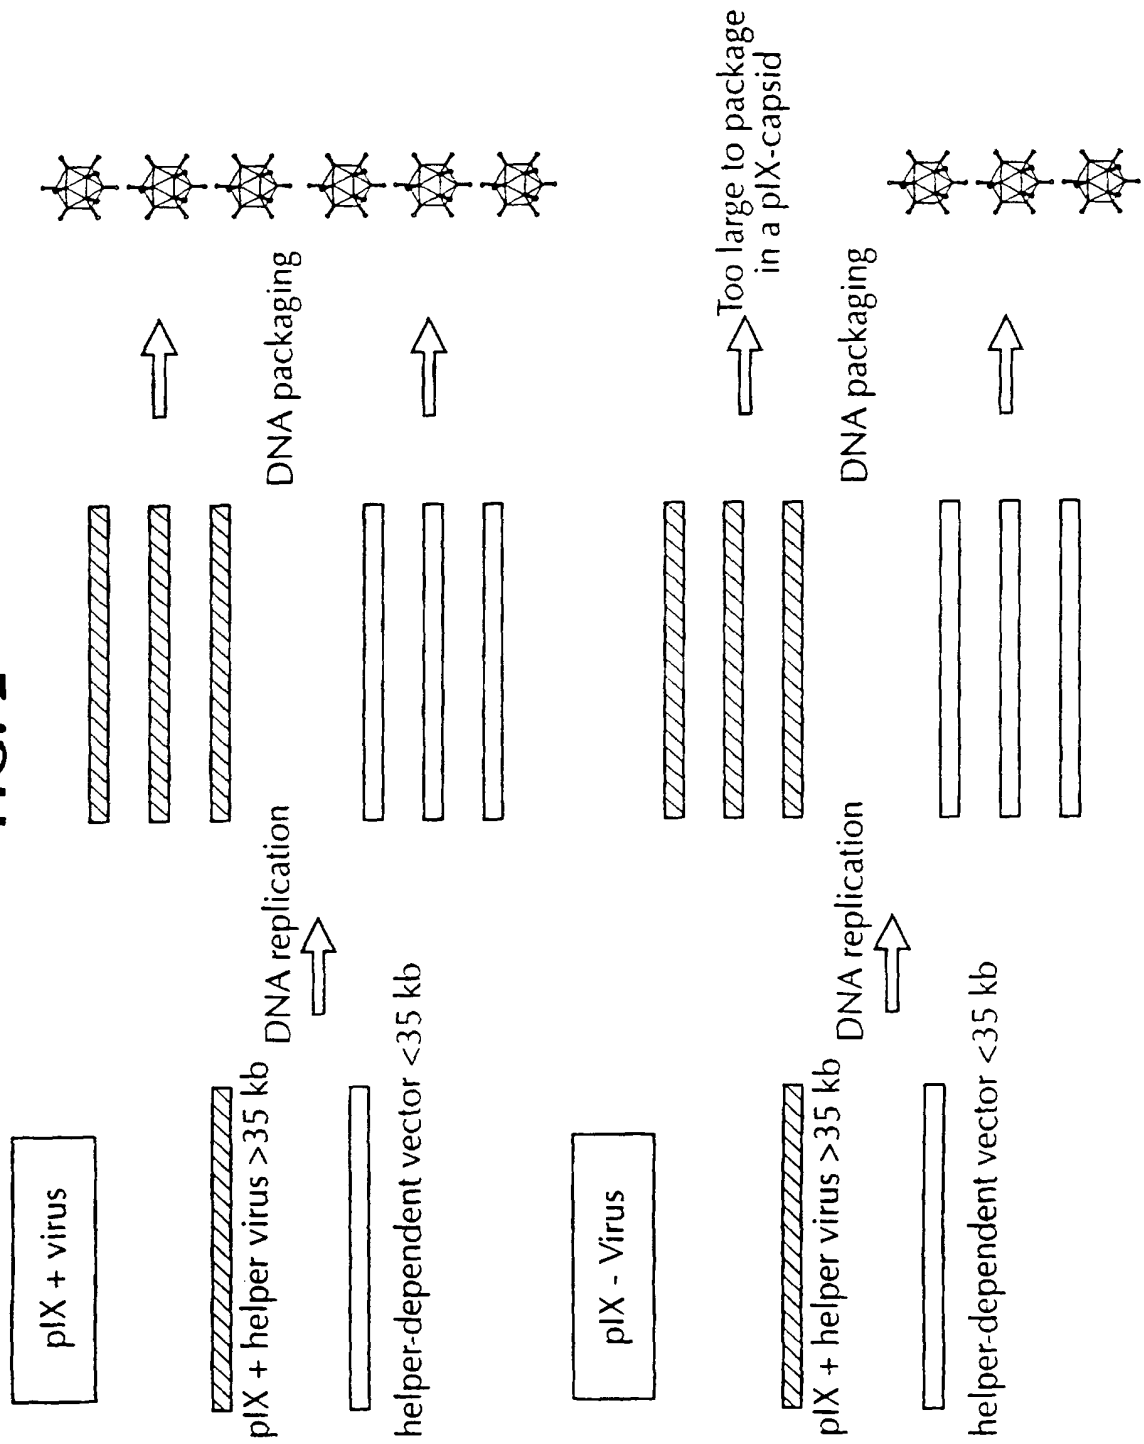 pIX + virus
pIX + helper virus >35 kb
helper-dependent vector <35 kb
DNA replication
DNA packaging
pIX - Virus
pIX + helper virus >35 kb
helper-dependent vector <35 kb
DNA replication
DNA packaging
Too large to package
in a pIX-capsid